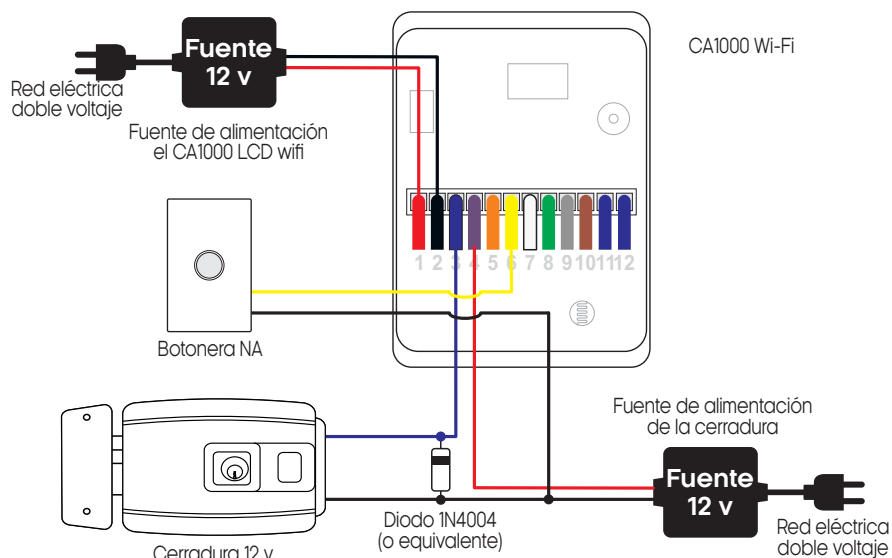 Fuente
12 v
CA1000 Wi-Fi
Red eléctrica
doble voltaje
Fuente de alimentación
el CA1000 LCD wifi
1 2 3 4 5 6 7 8 9 10 11 12
Botonera NA
Fuente de alimentación
de la cerradura
Fuente
12 v
Diodo 1N4004
(o equivalente)
Red eléctrica
doble voltaje
Cerradura 12 v